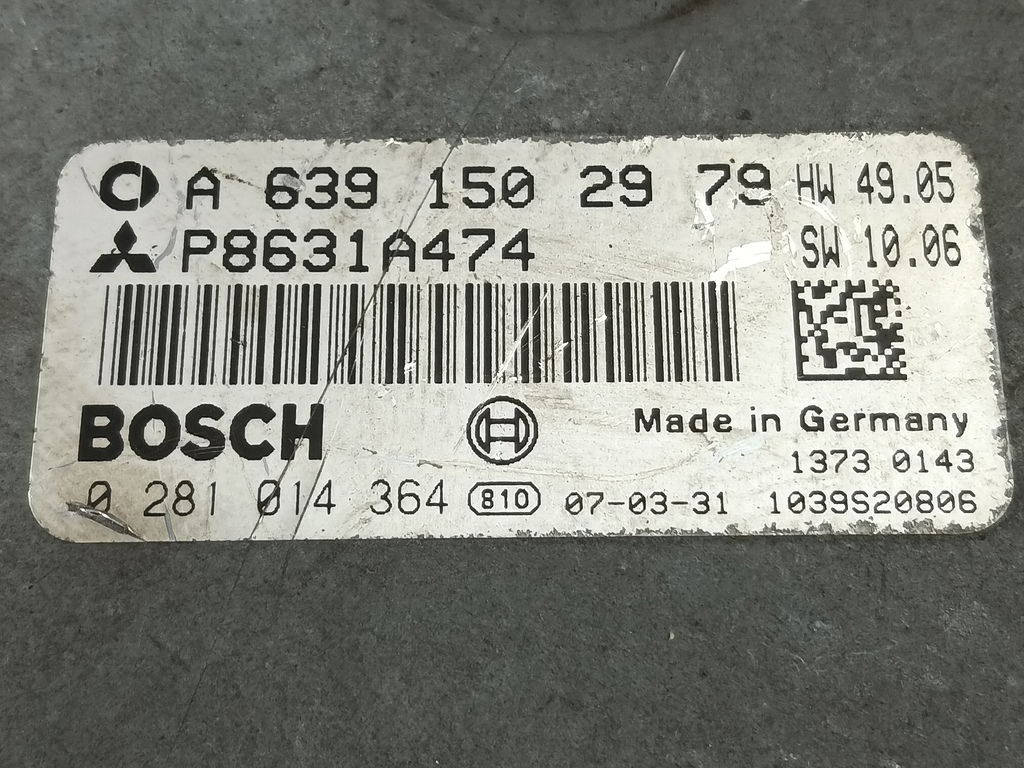 A 639 150 29 79 HW 49.05
P8631A474 SW 10.06
BOSCH Made in Germany
1373 0143
0 281 014 364 810 07-03-31 1039S20806